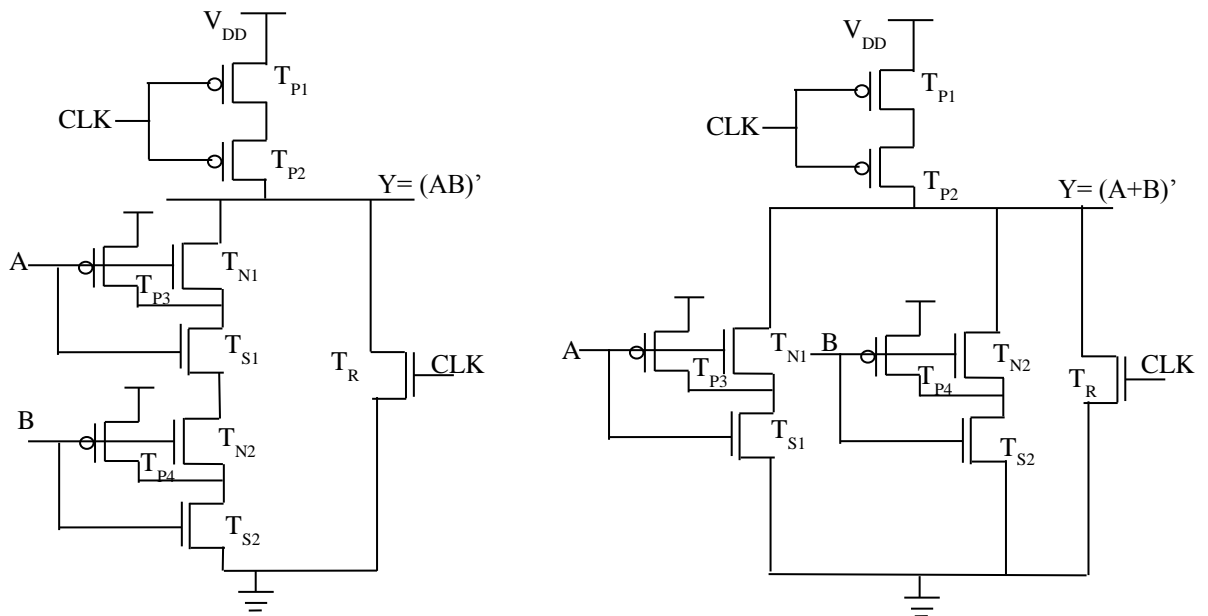 V_DD
T_P1
CLK
T_P2
Y= (AB)’
A
T_N1
T_P3
T_S1
T_R
CLK
B
T_N2
T_P4
T_S2
V_DD
T_P1
CLK
T_P2
Y= (A+B)’
A
T_N1
B
T_N2
T_P3
T_P4
T_R
CLK
T_S1
T_S2